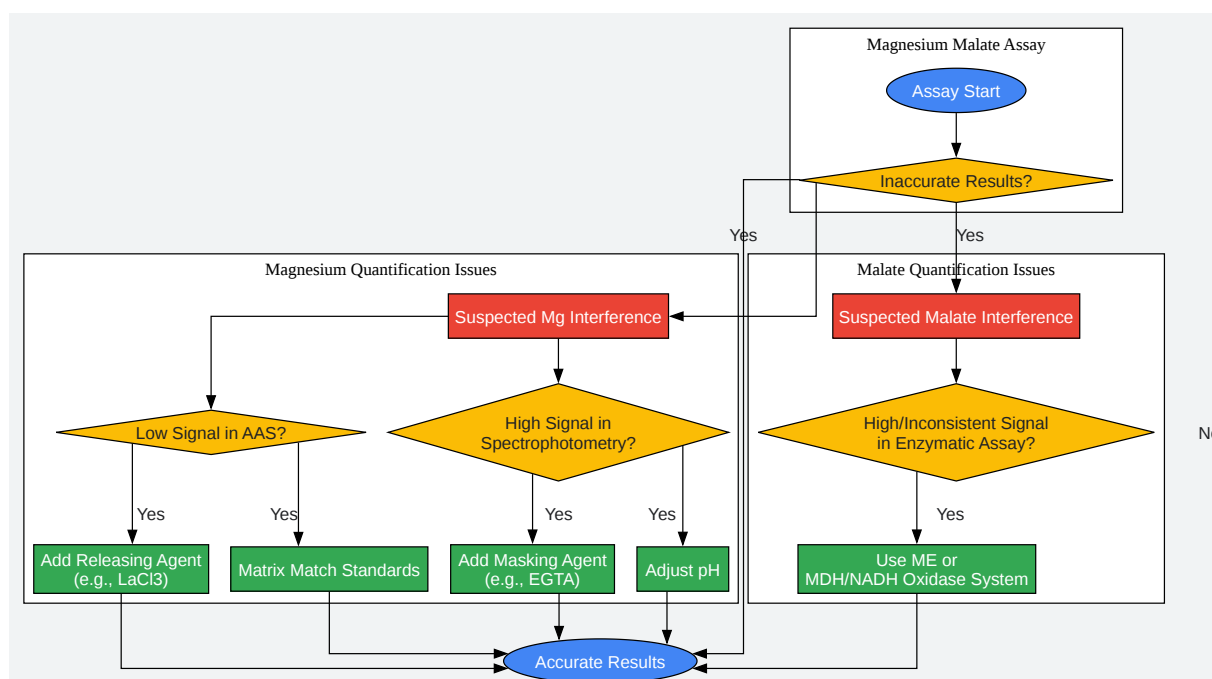 Magnesium Malate Assay
Assay Start
Inaccurate Results?
Yes
Yes
Magnesium Quantification Issues
Malate Quantification Issues
Suspected Mg Interference
Suspected Malate Interference
Low Signal in AAS?
High Signal in
Spectrophotometry?
High/Inconsistent Signal
in Enzymatic Assay?
Yes
Yes
Yes
Yes
Yes
Add Releasing Agent
(e.g., LaCl3)
Matrix Match Standards
Add Masking Agent
(e.g., EGTA)
Adjust pH
Use ME or
MDH/NADH Oxidase System
Accurate Results